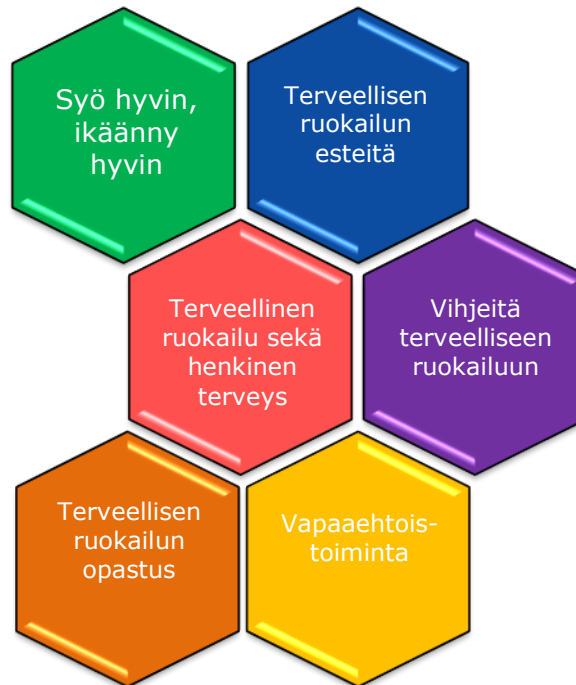 Syö hyvin,
ikäänny
hyvin
Terveellisen
ruokailun
esteitä
Terveellinen
ruokailu sekä
henkinen
terveys
Vihjeitä
terveelliseen
ruokailuun
Terveellisen
ruokailun
opastus
Vapaaehtois-
toiminta